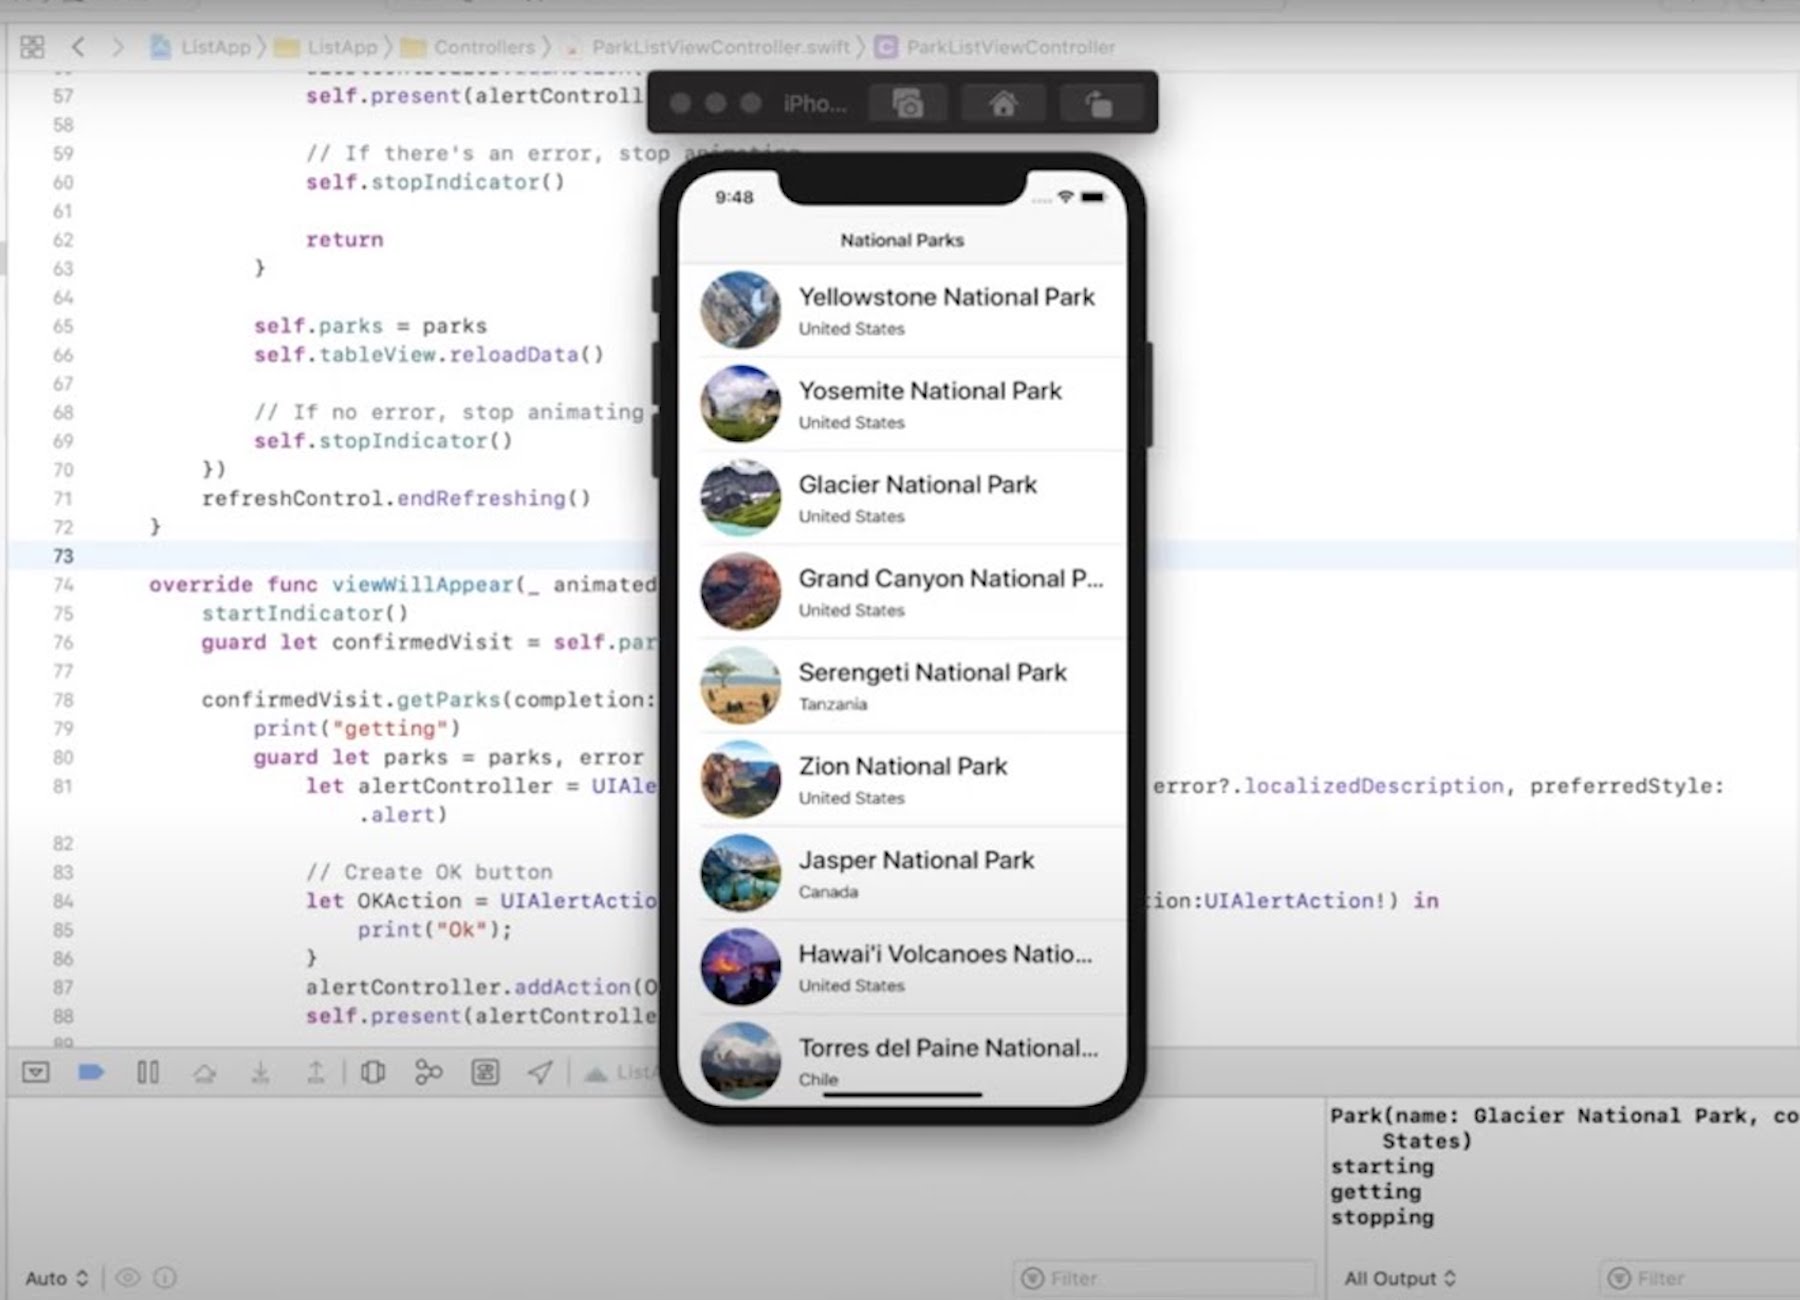 ListApp ListApp Controllers ParkListViewController.swift ParkListViewController
57 self.present(alertControll
58
59 // If there's an error, stop animating
60 self.stopIndicator()
61
62 return
63 }
64
65 self.parks = parks
66 self.tableView.reloadData()
67
68 // If no error, stop animating
69 self.stopIndicator()
70 })
71 refreshControl.endRefreshing()
72 }
73
74 override func viewWillAppear(_ animated
75 startIndicator()
76 guard let confirmedVisit = self.par
77
78 confirmedVisit.getParks(completion:
79 print("getting")
80 guard let parks = parks, error
81 let alertController = UIAle error?.localizedDescription, preferredStyle:
.alert)
82
83 // Create OK button
84 let OKAction = UIAlertActio tion:UIAlertAction!) in
85 print("Ok");
86 }
87 alertController.addAction(O
88 self.present(alertControlle
89
iPho...
9:48
National Parks
Yellowstone National Park
United States
Yosemite National Park
United States
Glacier National Park
United States
Grand Canyon National P...
United States
Serengeti National Park
Tanzania
Zion National Park
United States
Jasper National Park
Canada
Hawai'i Volcanoes Natio...
United States
Torres del Paine National...
Chile
ListA
Park(name: Glacier National Park, co
States)
starting
getting
stopping
Auto
Filter
All Output
Filter